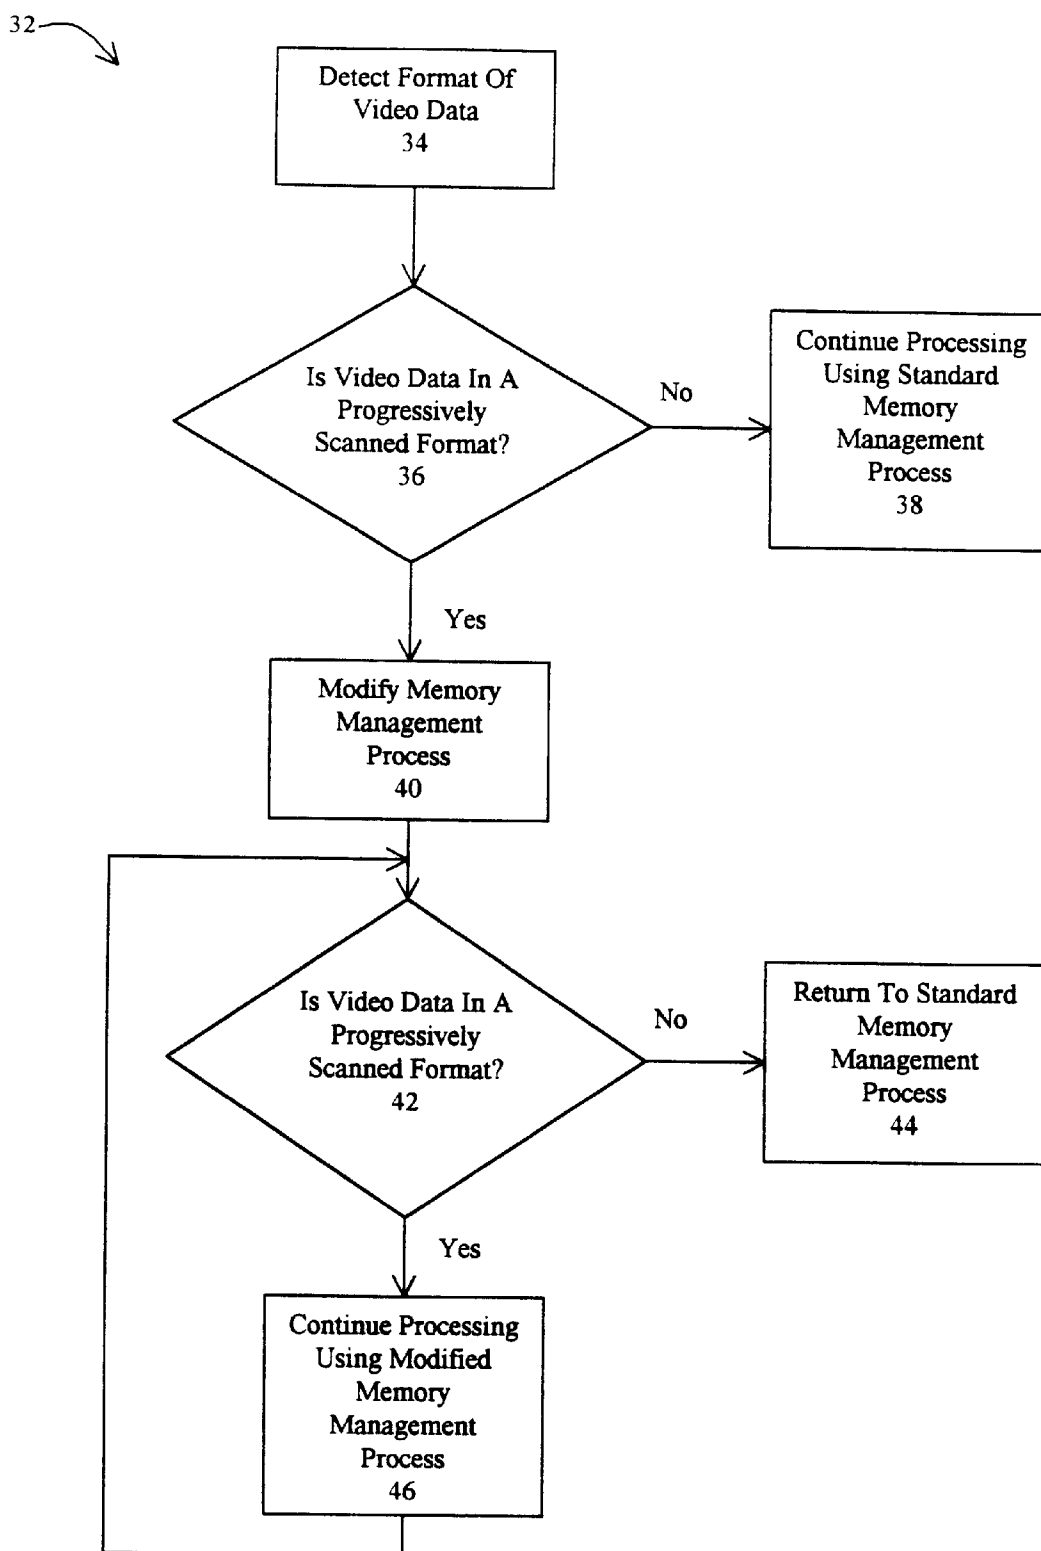 32
Detect Format Of
Video Data
34
Is Video Data In A
Progressively
Scanned Format?
36
No
Continue Processing
Using Standard
Memory
Management
Process
38
Yes
Modify Memory
Management
Process
40
Is Video Data In A
Progressively
Scanned Format?
42
No
Return To Standard
Memory
Management
Process
44
Yes
Continue Processing
Using Modified
Memory
Management
Process
46